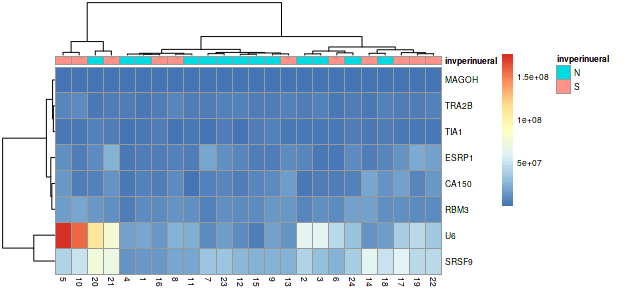 invperinueral
MAGOH
TRA2B
TIA1
ESRP1
CA150
RBM3
U6
SRSF9
5 10 20 21 4 1 16 8 11 7 23 12 15 9 13 2 3 6 24 14 18 17 19 22
1.5e+08
1e+08
5e+07
invperinueral
N
S